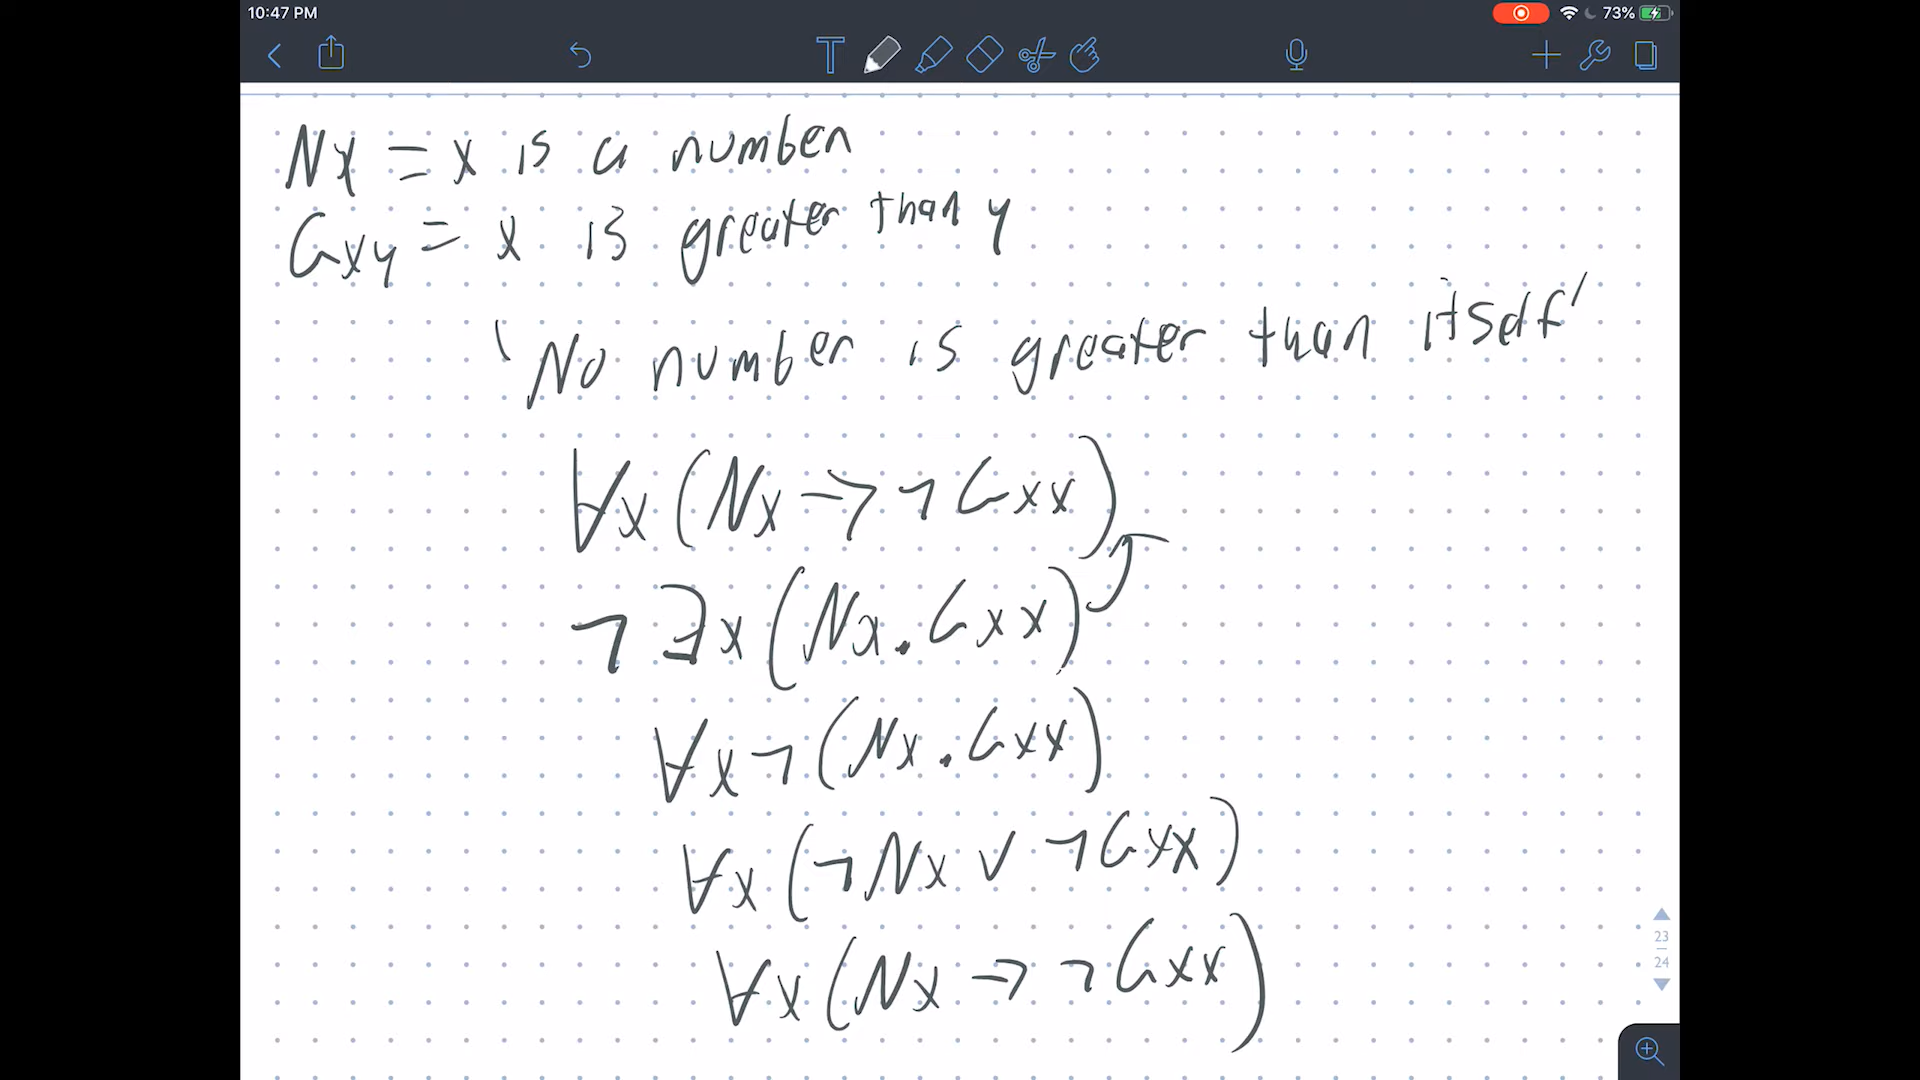 10:47 PM 73%
T
Nx = x is a number
Gxy = x is greater than y
'No number is greater than itself'
∀x(Nx → ¬Gxx)
¬∃x(Nx . Gxx)
∀x¬(Nx . Gxx)
∀x(¬Nx ∨ ¬Gxx)
∀x(Nx → ¬Gxx)
23
24